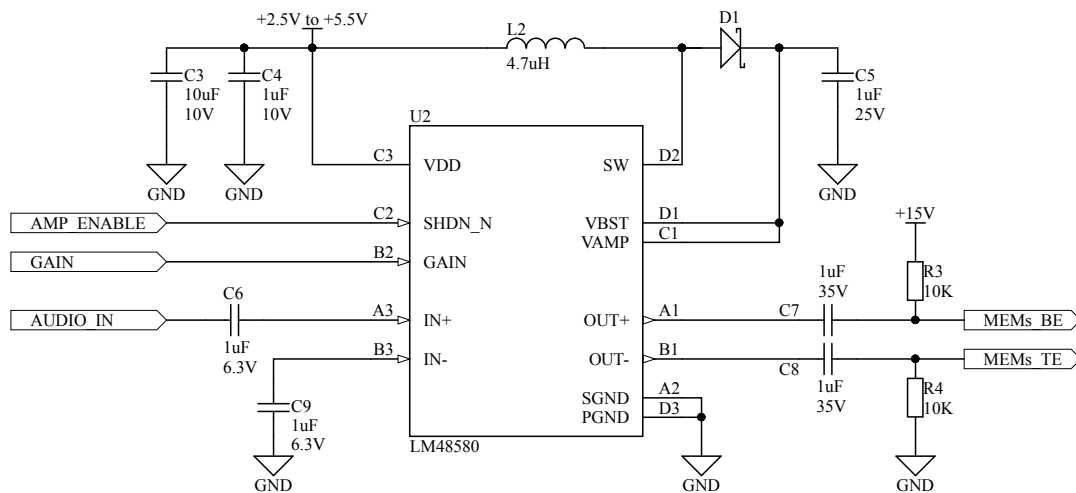 +2.5V to +5.5V
L2
4.7uH
D1
C3
10uF
10V
C4
1uF
10V
C5
1uF
25V
GND
GND
GND
U2
C3
VDD
SW
D2
AMP_ENABLE
C2
SHDN_N
VBST
D1
VAMP
C1
GAIN
B2
GAIN
+15V
R3
10K
AUDIO_IN
C6
1uF
6.3V
A3
IN+
OUT+
A1
C7
1uF
35V
MEMs_BE
B3
IN-
OUT-
B1
C8
1uF
35V
MEMs_TE
C9
1uF
6.3V
SGND
A2
PGND
D3
R4
10K
LM48580
GND
GND
GND